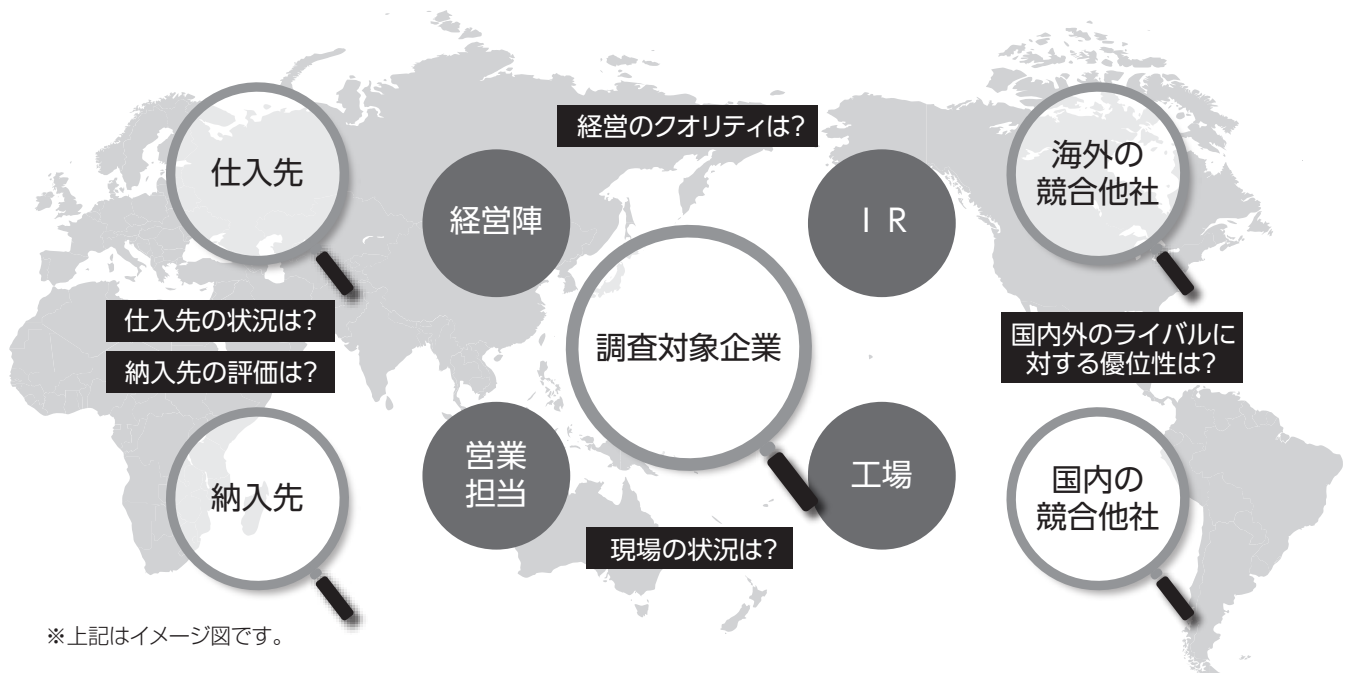 経営のクオリティは?
仕入先
経営陣
I R
海外の
競合他社
調査対象企業
仕入先の状況は?
納入先の評価は?
国内外のライバルに
対する優位性は?
納入先
営業
担当
工場
国内の
競合他社
現場の状況は?
※上記はイメージ図です。